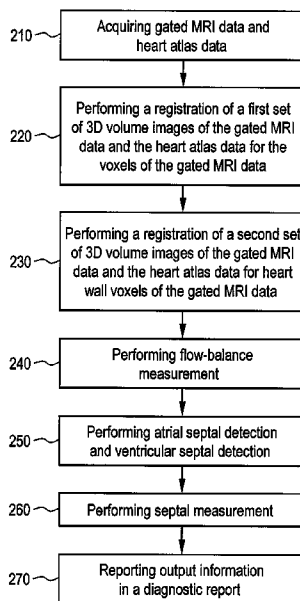 210
Acquiring gated MRI data and
heart atlas data
220
Performing a registration of a first set
of 3D volume images of the gated MRI
data and the heart atlas data for the
voxels of the gated MRI data
230
Performing a registration of a second set
of 3D volume images of the gated MRI
data and the heart atlas data for heart
wall voxels of the gated MRI data
240
Performing flow-balance
measurement
250
Performing atrial septal detection
and ventricular septal detection
260
Performing septal measurement
270
Reporting output information
in a diagnostic report